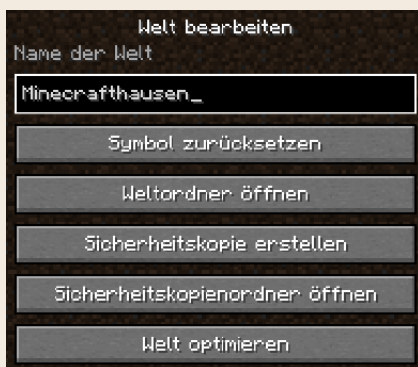 Welt bearbeiten
Name der Welt
Minecrafthausen_
Symbol zurücksetzen
Weltordner öffnen
Sicherheitskopie erstellen
Sicherheitskopienordner öffnen
Welt optimieren